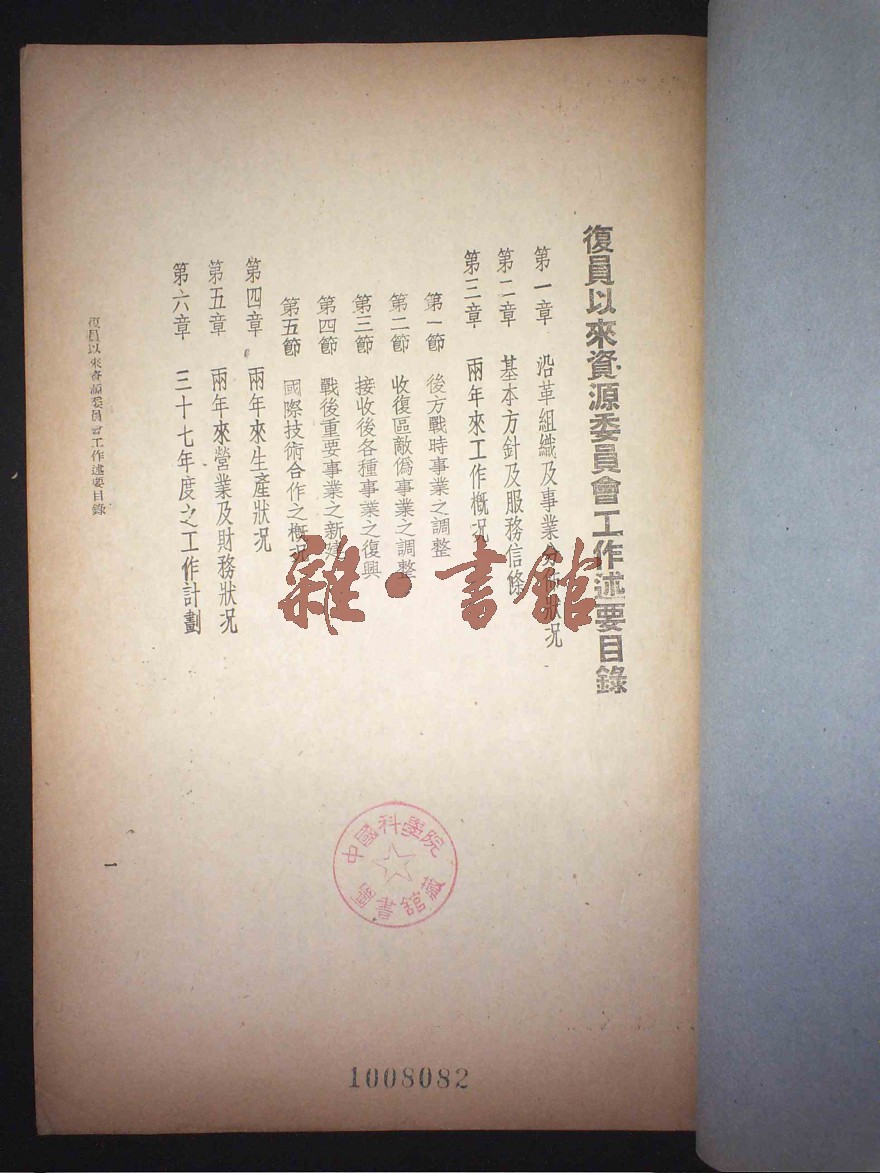 復員以來資源委員會工作述要目錄
第一章 沿革組織及事業分佈狀況
第二章 基本方針及服務信條
第三章 兩年來工作概況
第一節 後方戰時事業之調整
第二節 收復區敵僞事業之調整
第三節 接收後各種事業之復興
第四節 戰後重要事業之新建
第五節 國際技術合作之概況
第四章 兩年來生產狀況
第五章 兩年來營業及財務狀況
第六章 三十七年度之工作計劃
復員以來資源委員會工作述要目錄
一
雜·書館
中國科學院
圖書館藏
1008082